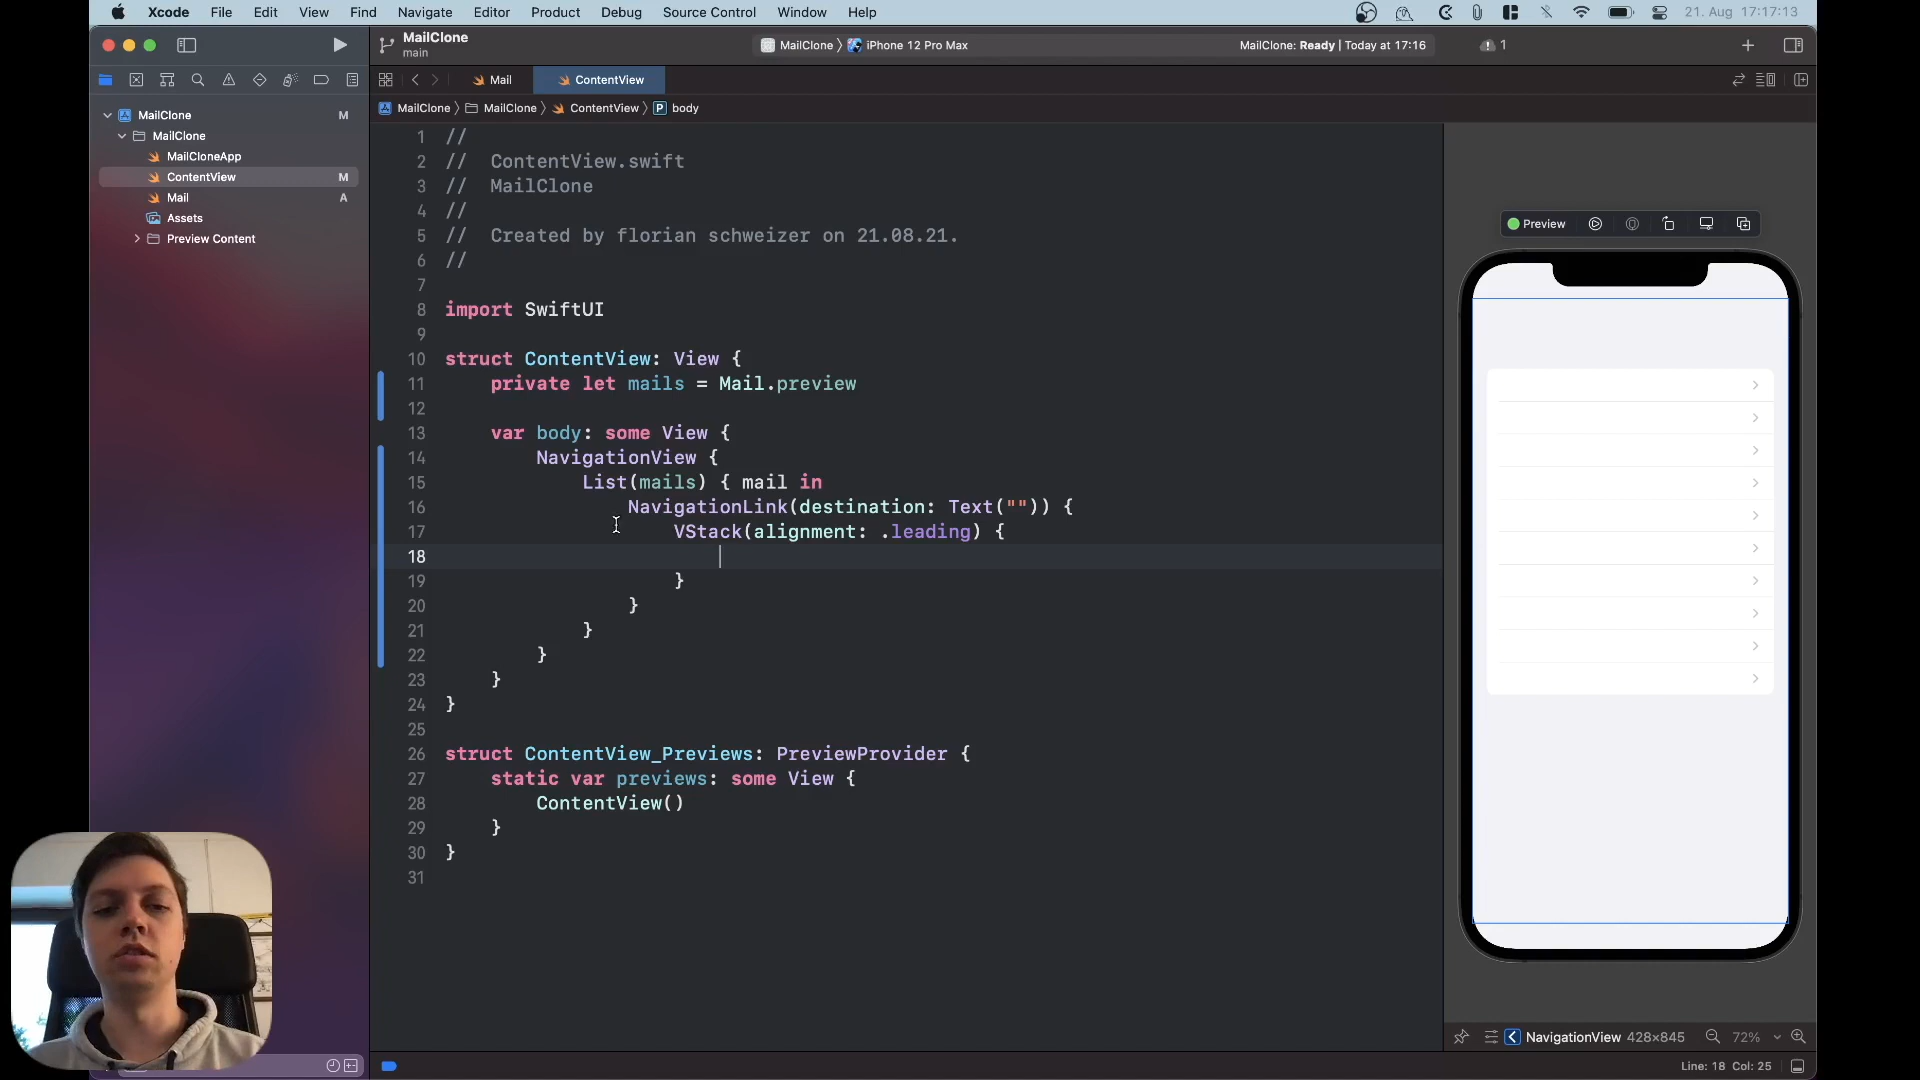 Xcode File Edit View Find Navigate Editor Product Debug Source Control Window Help 21. Aug 17:17:13
MailClone
main
MailClone iPhone 12 Pro Max
MailClone: Ready | Today at 17:16
1
Mail
ContentView
MailClone MailClone ContentView P body
MailClone M
MailClone
MailCloneApp
ContentView M
Mail A
Assets
Preview Content
1 //
2 // ContentView.swift
3 // MailClone
4 //
5 // Created by florian schweizer on 21.08.21.
6 //
7
8 import SwiftUI
9
10 struct ContentView: View {
11 private let mails = Mail.preview
12
13 var body: some View {
14 NavigationView {
15 List(mails) { mail in
16 NavigationLink(destination: Text("")) {
17 VStack(alignment: .leading) {
18
19 }
20 }
21 }
22 }
23 }
24 }
25
26 struct ContentView_Previews: PreviewProvider {
27 static var previews: some View {
28 ContentView()
29 }
30 }
31
Preview
NavigationView 428×845 72%
Line: 18 Col: 25